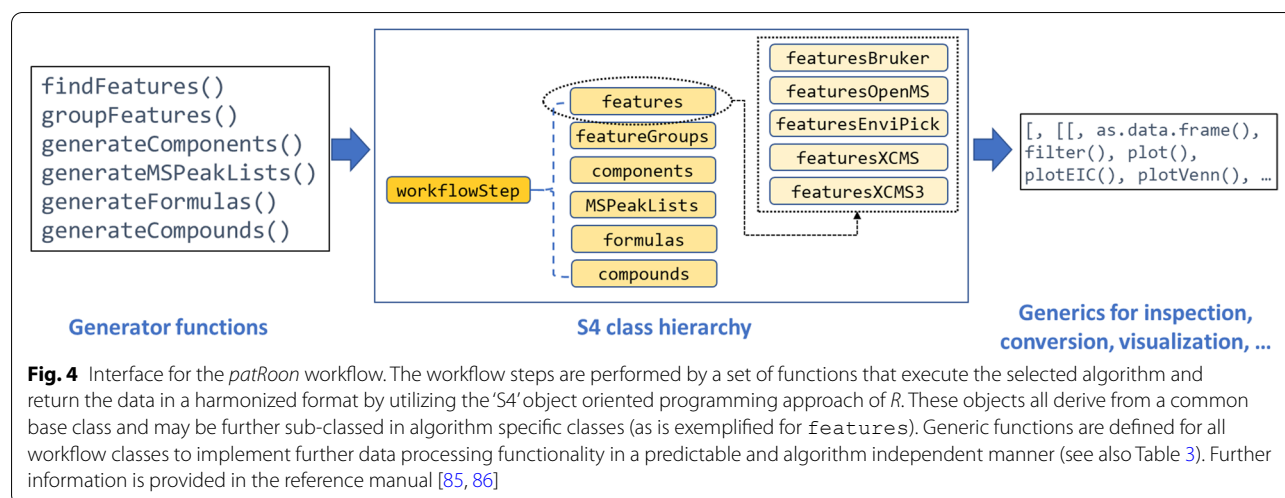 findFeatures()
groupFeatures()
generateComponents()
generateMSPeakLists()
generateFormulas()
generateCompounds()
Generator functions
workflowStep
features
featureGroups
components
MSPeakLists
formulas
compounds
featuresBruker
featuresOpenMS
featuresEnviPick
featuresXCMS
featuresXCMS3
S4 class hierarchy
[, [[, as.data.frame(),
filter(), plot(),
plotEIC(), plotVenn(), …
Generics for inspection,
conversion, visualization, …
Fig. 4 Interface for the patRoon workflow. The workflow steps are performed by a set of functions that execute the selected algorithm and
return the data in a harmonized format by utilizing the ‘S4’ object oriented programming approach of R. These objects all derive from a common
base class and may be further sub-classed in algorithm specific classes (as is exemplified for features). Generic functions are defined for all
workflow classes to implement further data processing functionality in a predictable and algorithm independent manner (see also Table 3). Further
information is provided in the reference manual [85, 86]